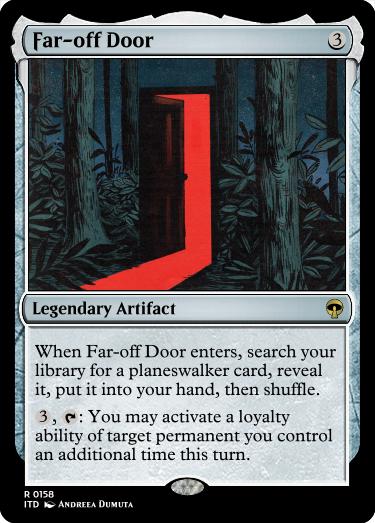 Far-off Door 3
Legendary Artifact
When Far-off Door enters, search your
library for a planeswalker card, reveal
it, put it into your hand, then shuffle.
3, : You may activate a loyalty
ability of target permanent you control
an additional time this turn.
R 0158
ITD Andreea Dumuta